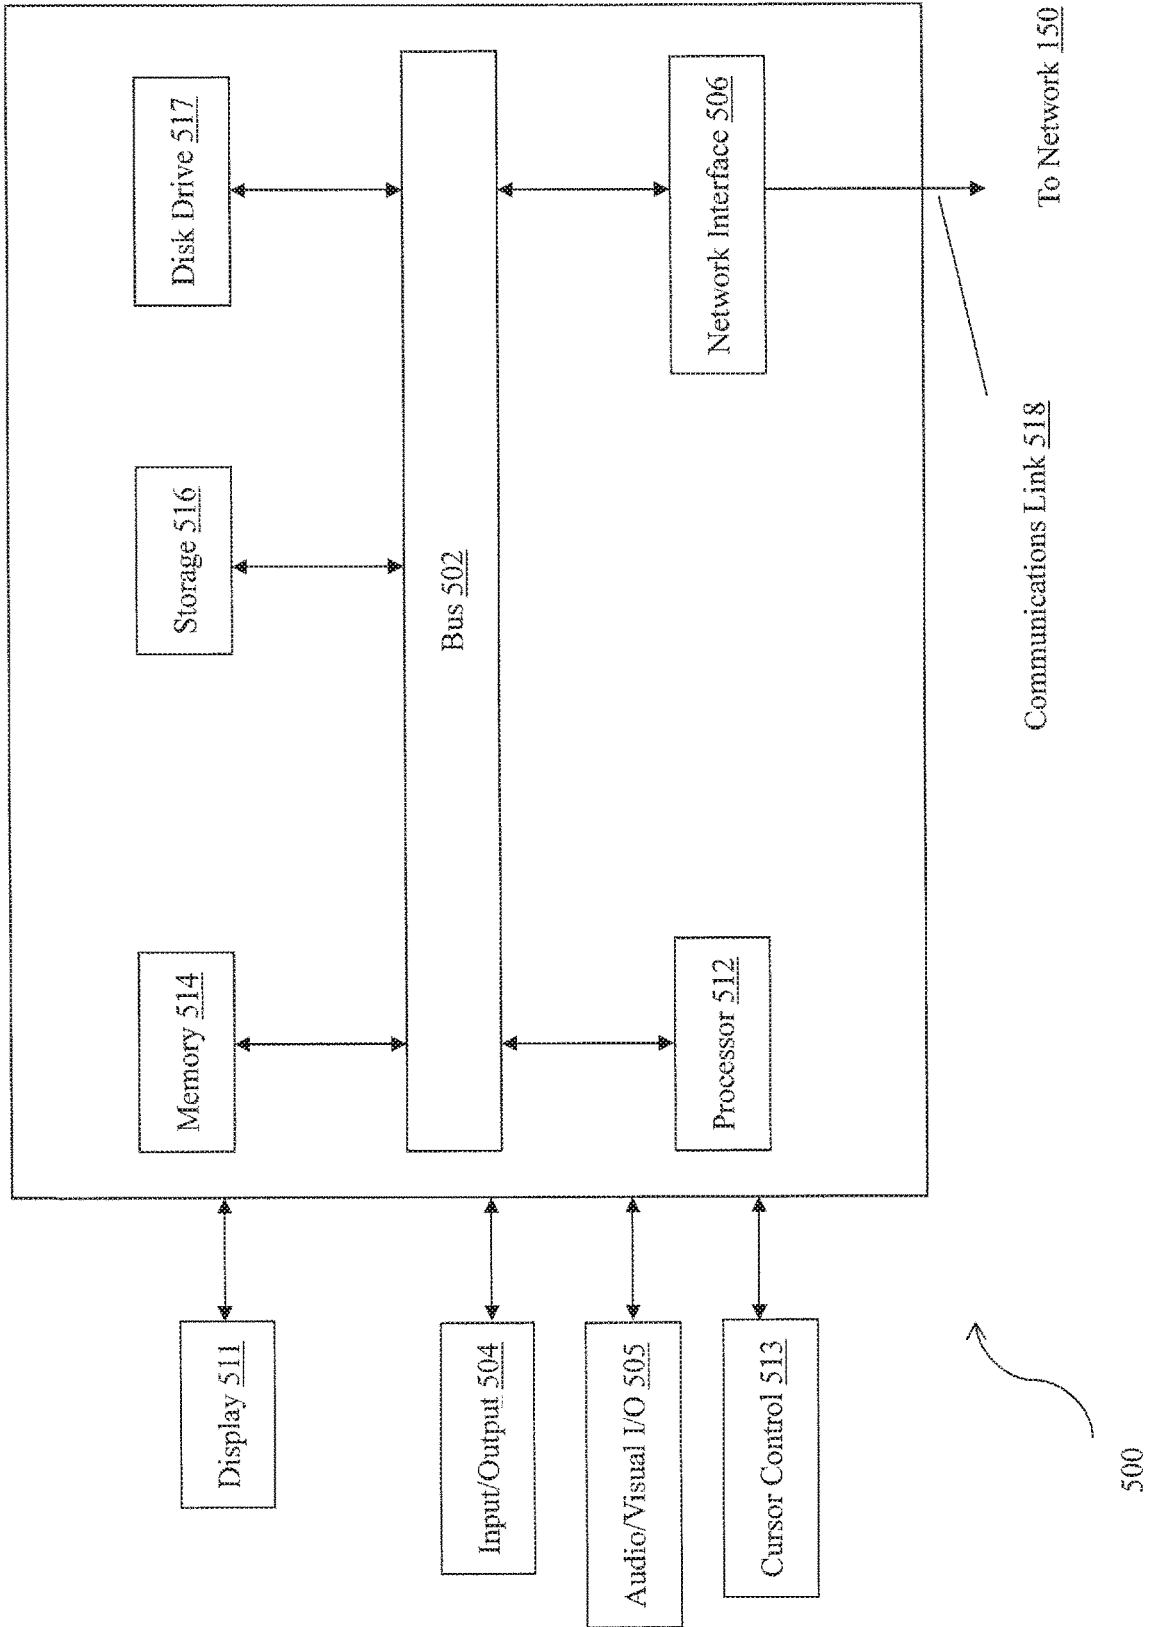 Display 511
Memory 514
Storage 516
Disk Drive 517
Bus 502
Input/Output 504
Audio/Visual I/O 505
Cursor Control 513
Processor 512
Network Interface 506
Communications Link 518
To Network 150
500